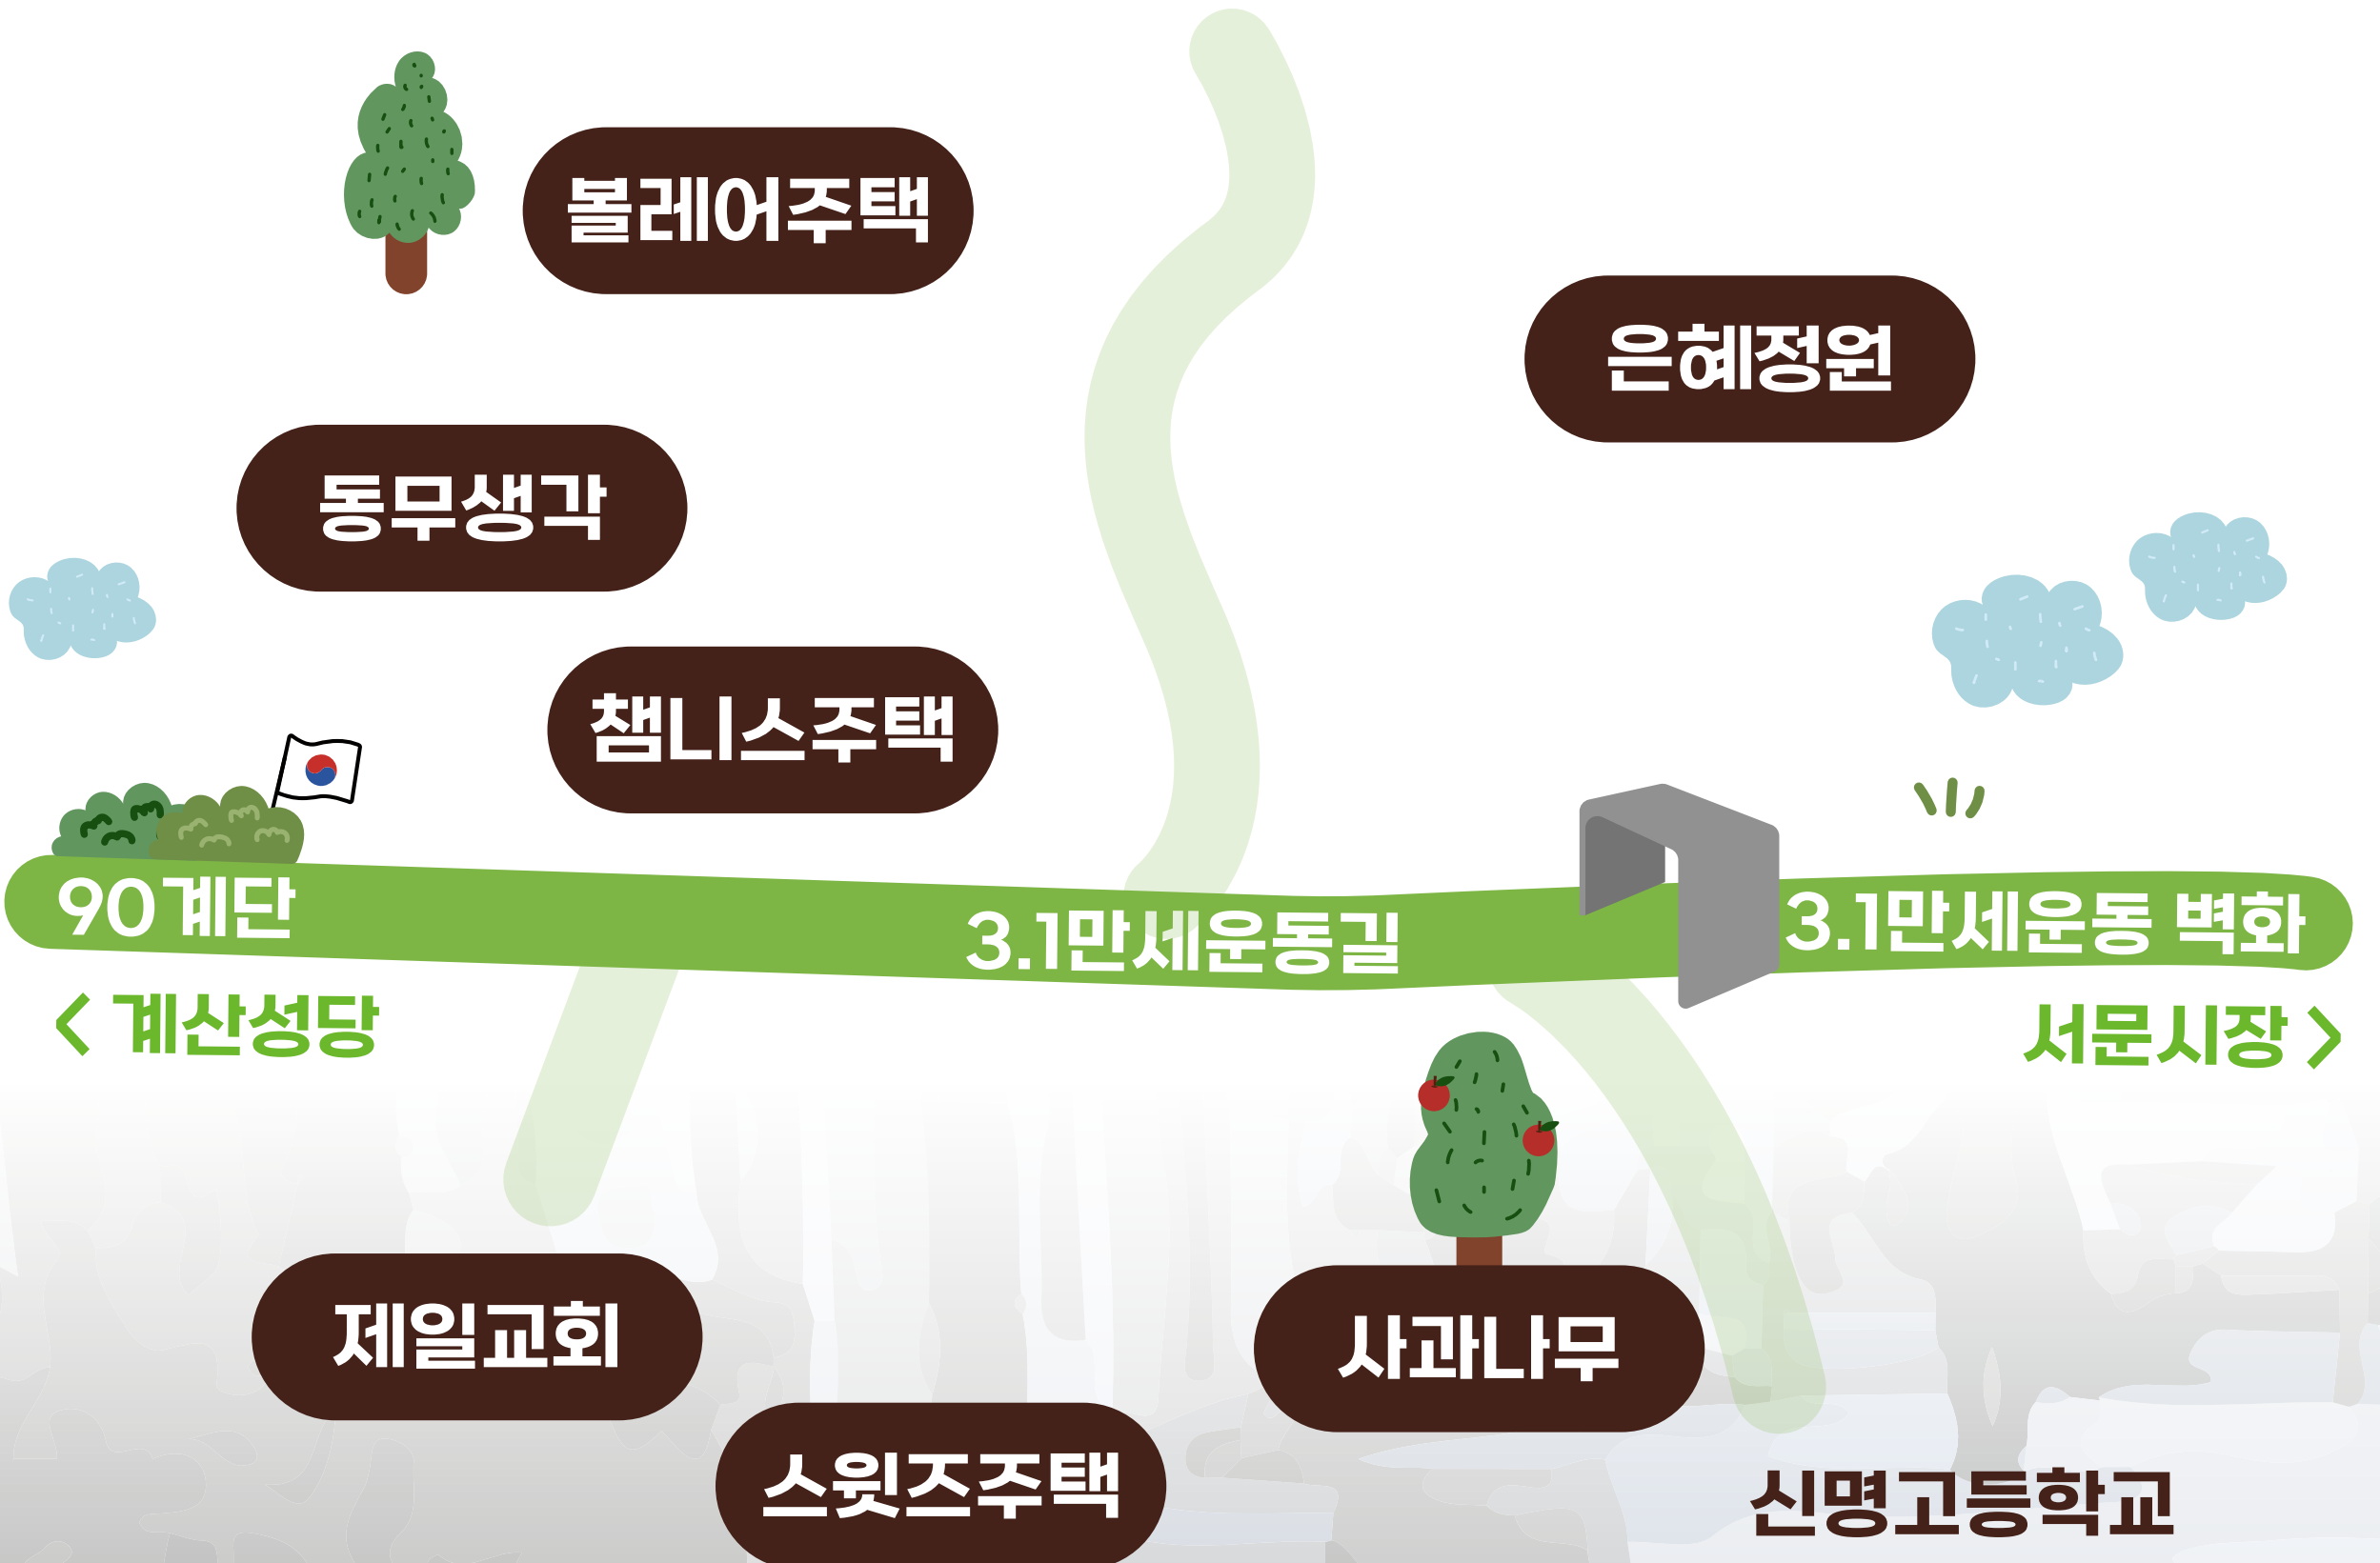 블레어주택
은혜정원
동무생각
챔니스주택
90계단
3.1만세운동길
3.1만세운동 벽화
< 계산성당
서문시장 >
제일교회
사과나무
스윗즈주택
신명고등학교